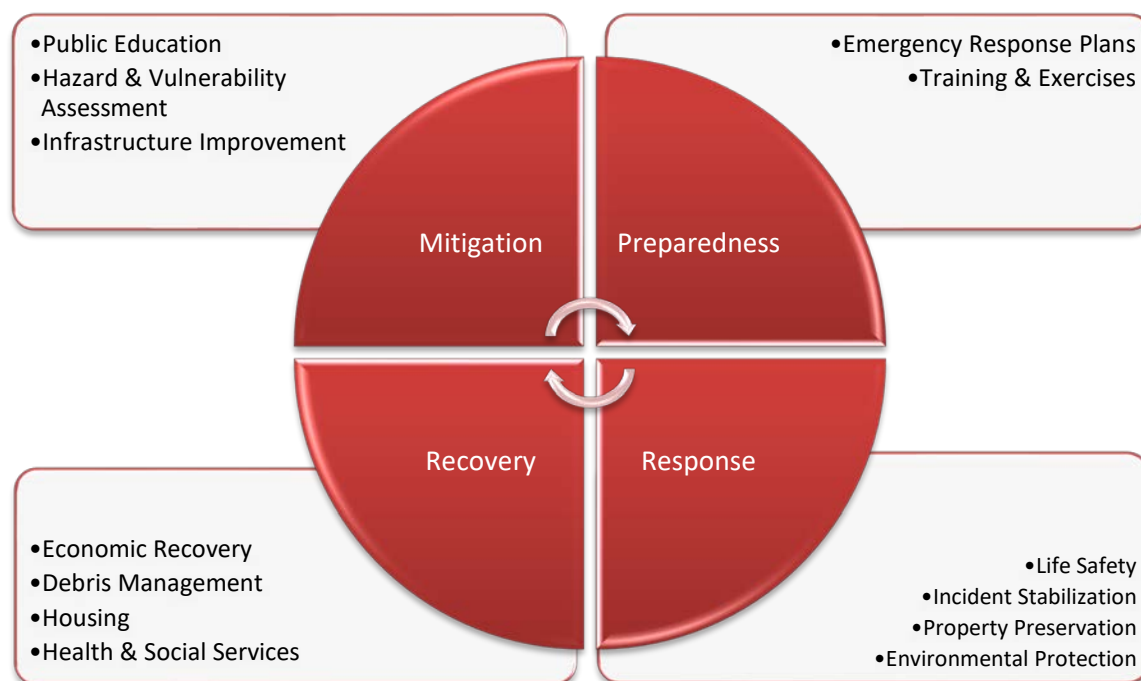 •Public Education
•Hazard & Vulnerability
Assessment
•Infrastructure Improvement
•Emergency Response Plans
•Training & Exercises
Mitigation
Preparedness
Recovery
Response
•Economic Recovery
•Debris Management
•Housing
•Health & Social Services
•Life Safety
•Incident Stabilization
•Property Preservation
•Environmental Protection